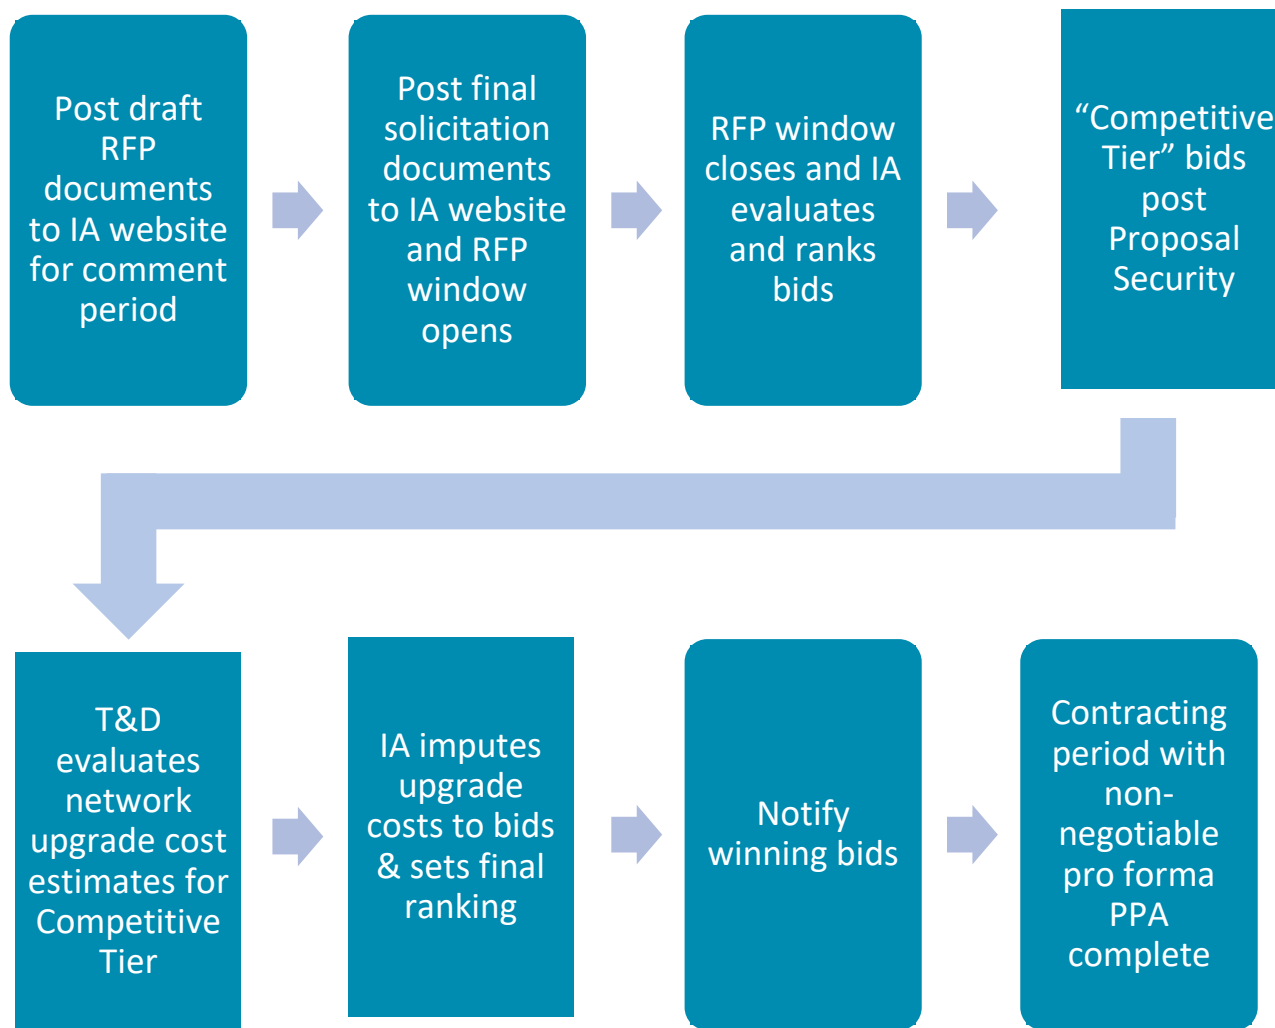 Post draft
RFP
documents
to IA website
for comment
period
Post final
solicitation
documents
to IA website
and RFP
window
opens
RFP window
closes and IA
evaluates
and ranks
bids
“Competitive
Tier” bids
post
Proposal
Security
T&D
evaluates
network
upgrade cost
estimates for
Competitive
Tier
IA imputes
upgrade
costs to bids
& sets final
ranking
Notify
winning bids
Contracting
period with
non-
negotiable
pro forma
PPA
complete